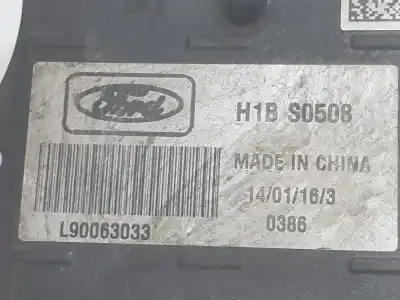 Ford
H1B S0508
MADE IN CHINA
14/01/16/3
L90063033
0386